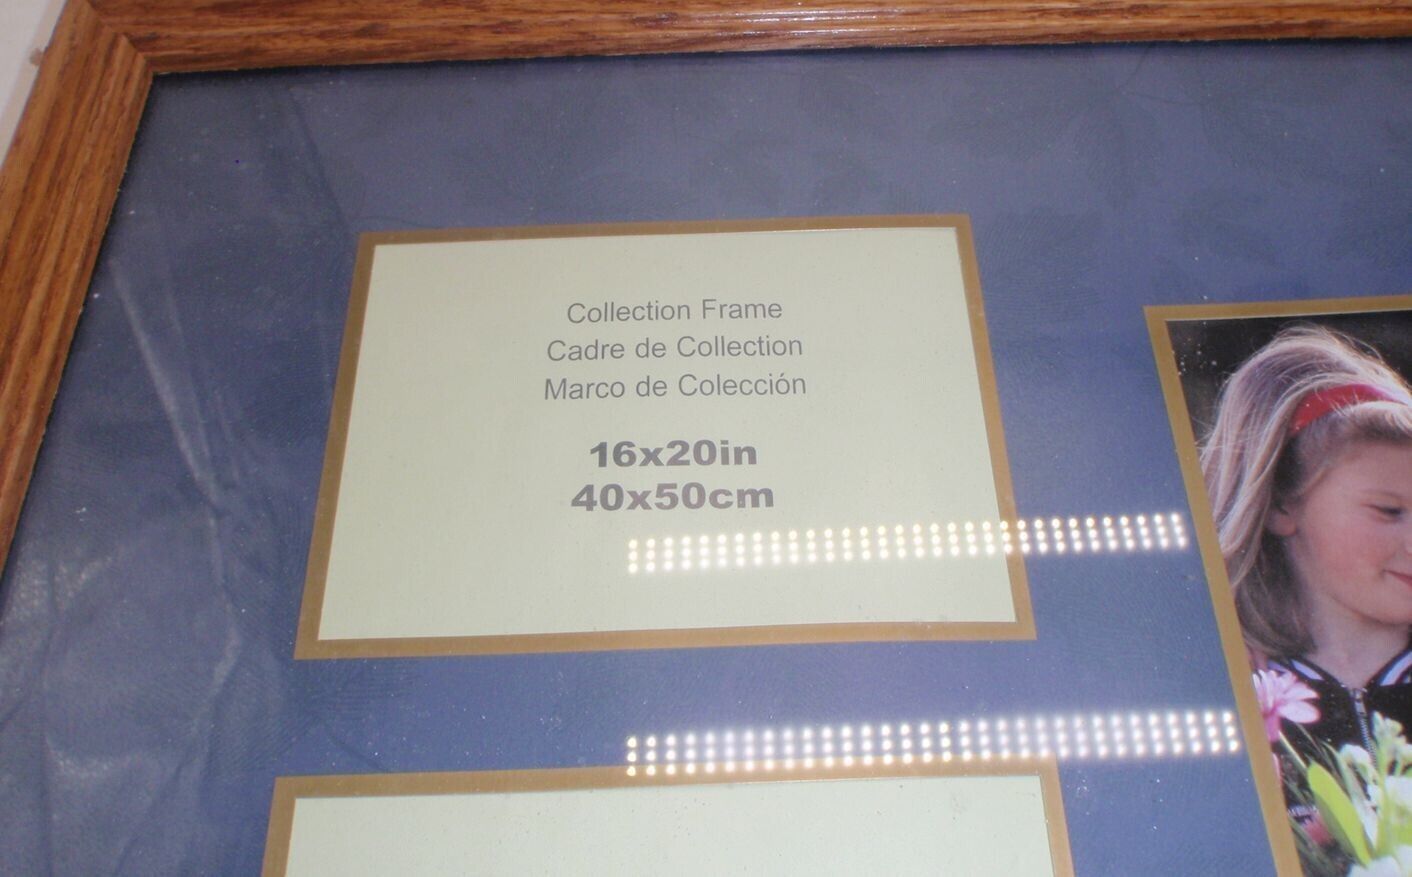 Collection Frame
Cadre de Collection
Marco de Colección
16x20in
40x50cm